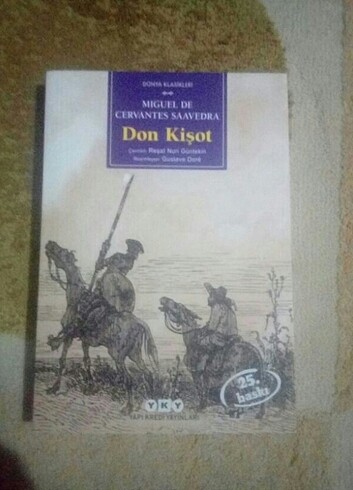 DÜNYA KLASİKLERİ
MIGUEL DE
CERVANTES SAAVEDRA
Don Kişot
Çeviren: Reşat Nuri Güntekin
Resimleyen: Gustave Doré
25.
baskı
YKY
YAPI KREDİ YAYINLARI